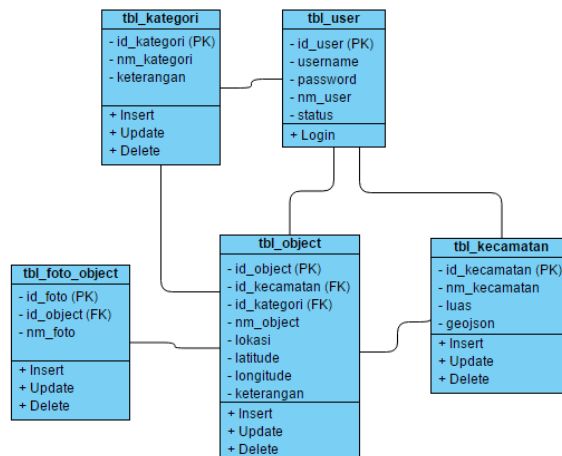 tbl_kategori
- id_kategori (PK)
- nm_kategori
- keterangan
+ Insert
+ Update
+ Delete
tbl_user
- id_user (PK)
- username
- password
- nm_user
- status
+ Login
tbl_foto_object
- id_foto (PK)
- id_object (FK)
- nm_foto
+ Insert
+ Update
+ Delete
tbl_object
- id_object (PK)
- id_kecamatan (FK)
- id_kategori (FK)
- nm_object
- lokasi
- latitude
- longitude
- keterangan
+ Insert
+ Update
+ Delete
tbl_kecamatan
- id_kecamatan (PK)
- nm_kecamatan
- luas
- geojson
+ Insert
+ Update
+ Delete